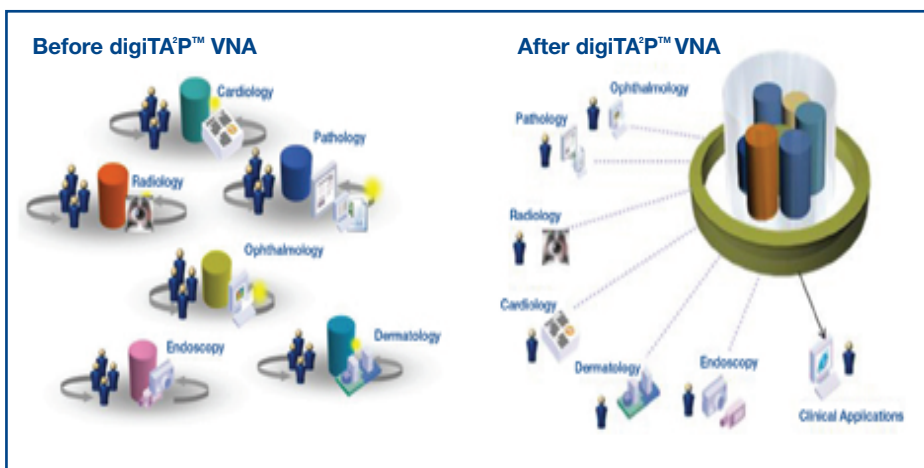 Before digiTA²P™ VNA
Cardiology
Pathology
Radiology
Ophthalmology
Dermatology
Endoscopy
After digiTA²P™ VNA
Ophthalmology
Pathology
Radiology
Cardiology
Dermatology
Endoscopy
Clinical Applications